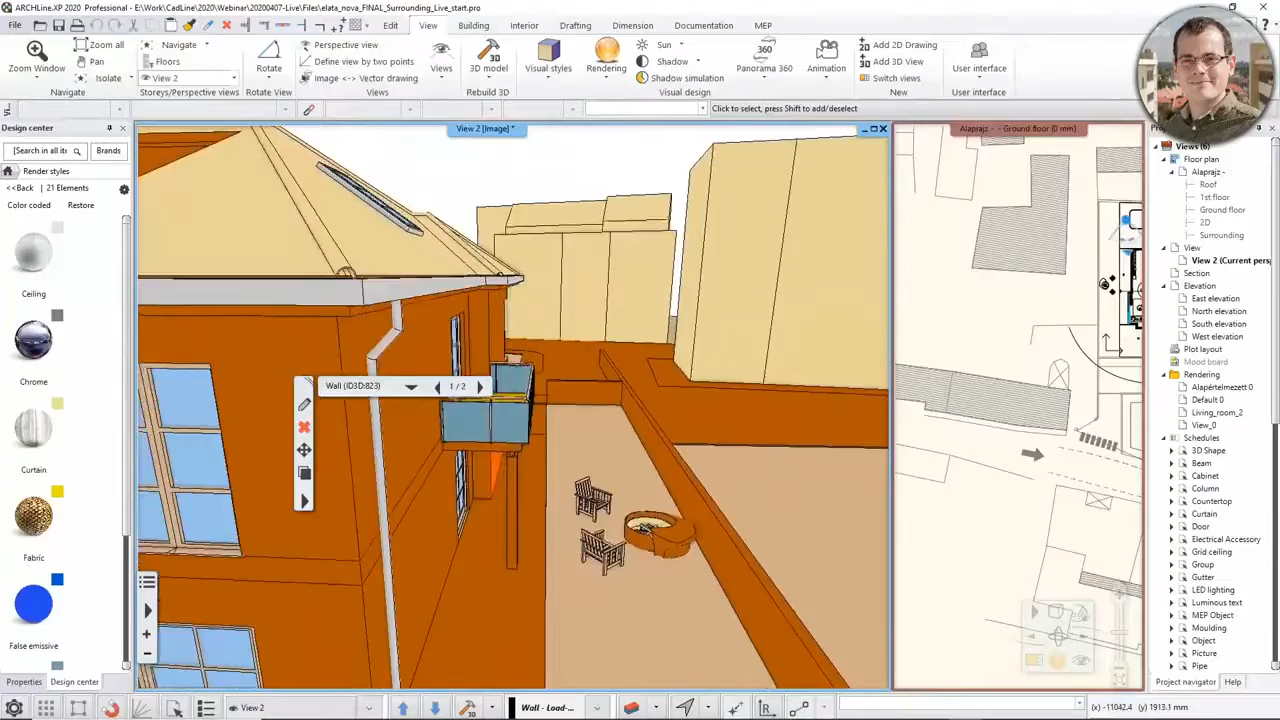 ARCHLine.XP 2020 Professional - E:\Work\CadLine\2020\Webinar\20200407-Live\Files\elata_nova_FINAL_Surrounding_Live_start.pro
File
Edit
View
Building
Interior
Drafting
Dimension
Documentation
MEP
Zoom Window
Zoom all
Pan
Isolate
Navigate
Navigate
Floors
View 2
Storeys/Perspective views
Rotate
Rotate View
Perspective view
Define view by two points
Image <-> Vector drawing
Views
Views
3D model
Rebuild 3D
Visual styles
Rendering
Sun
Shadow
Shadow simulation
Visual design
Panorama 360
Animation
Add 2D Drawing
Add 3D View
Switch views
New
User interface
User interface
Click to select, press Shift to add/deselect
Design center
[Search in all ite
Brands
Render styles
<<Back | 21 Elements
Color coded
Restore
Ceiling
Chrome
Curtain
Fabric
False emissive
Properties
Design center
View 2 [Image] *
Wall (ID3D:823)
1 / 2
Alaprajz - - Ground floor (0 mm)
Views (6)
Floor plan
Alaprajz -
Roof
1st floor
Ground floor
2D
Surrounding
View
View 2 (Current persp
Section
Elevation
East elevation
North elevation
South elevation
West elevation
Plot layout
Mood board
Rendering
Alapértelmezett 0
Default 0
Living_room_2
View_0
Schedules
3D Shape
Beam
Cabinet
Column
Countertop
Curtain
Door
Electrical Accessory
Grid ceiling
Group
Gutter
LED lighting
Luminous text
MEP Object
Moulding
Object
Picture
Pipe
Project navigator
Help
View 2
Wall - Load-...
(x) -11042.4 (y) 1913.1 mm